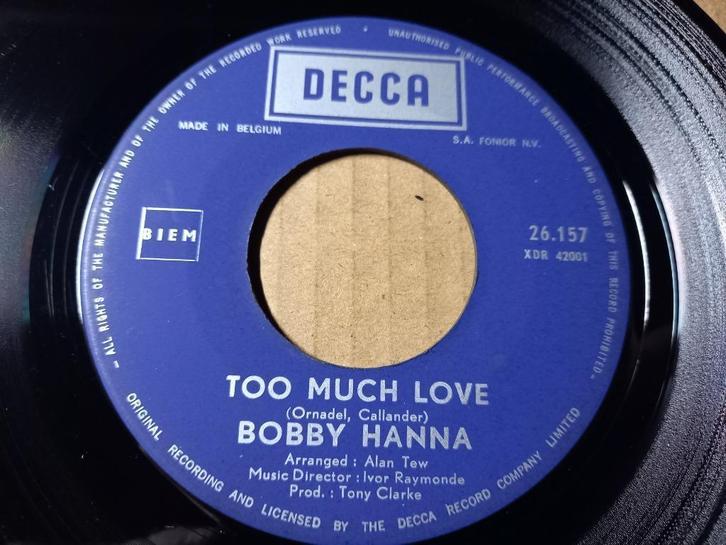 — ALL RIGHTS OF THE MANUFACTURER AND OF THE OWNER OF THE RECORDED WORK RESERVED • UNAUTHORISED PUBLIC PERFORMANCE BROADCASTING AND COPYING OF THIS RECORD PROHIBITED. —
DECCA
MADE IN BELGIUM
S.A. FONIOR N.V.
BIEM
26.157
XDR 42001
TOO MUCH LOVE
(Ornadel, Callander)
BOBBY HANNA
Arranged : Alan Tew
Music Director : Ivor Raymonde
Prod. : Tony Clarke
ORIGINAL RECORDING AND LICENSED BY THE DECCA RECORD COMPANY LIMITED